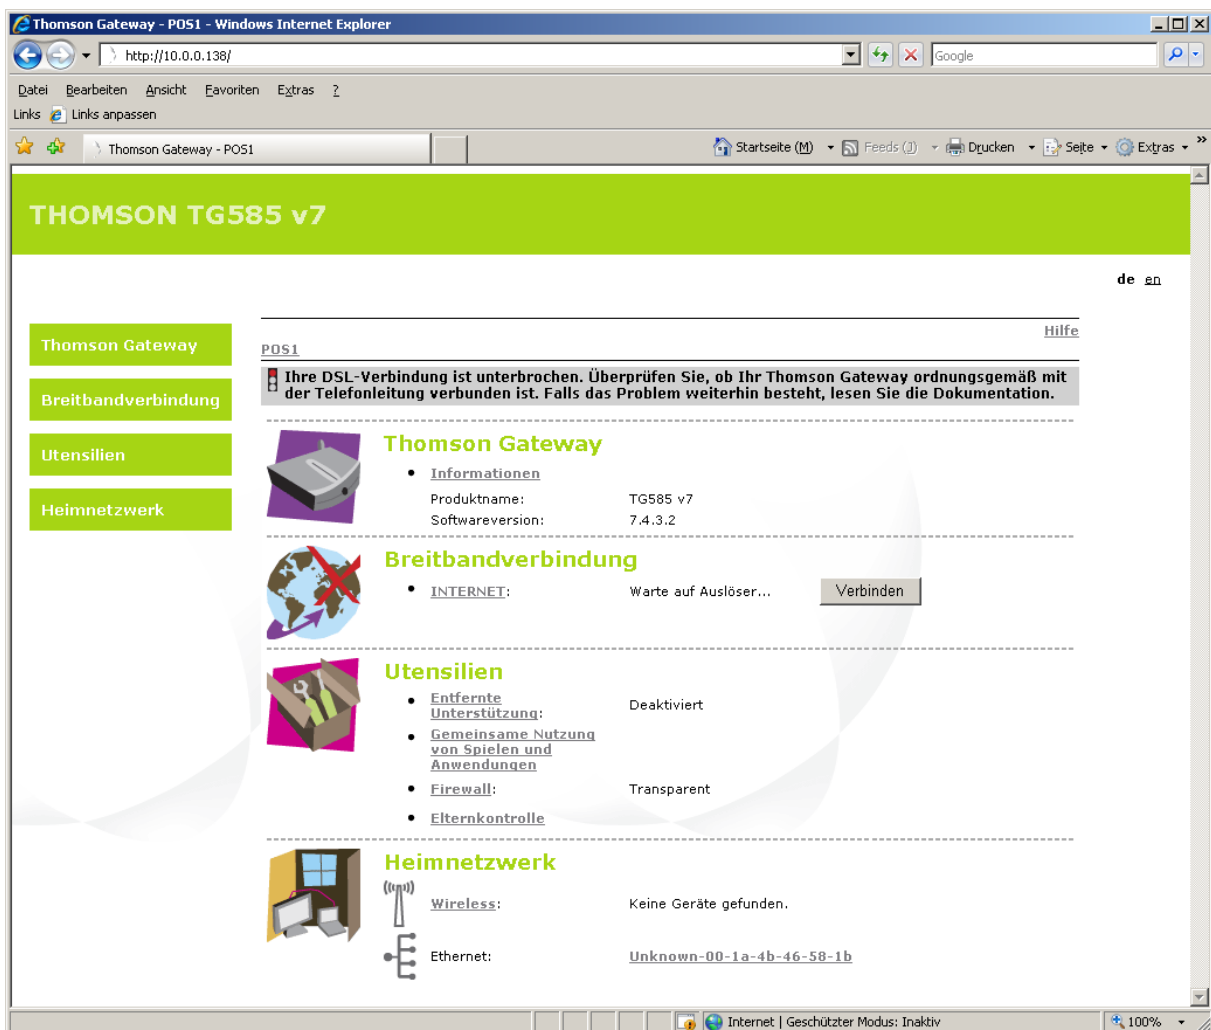 Thomson Gateway - POS1 - Windows Internet Explorer
http://10.0.0.138/
Google
Datei Bearbeiten Ansicht Favoriten Extras ?
Links Links anpassen
Thomson Gateway - POS1
Startseite (M) Feeds (J) Drucken Seite Extras »
THOMSON TG585 v7
de en
Thomson Gateway
Breitbandverbindung
Utensilien
Heimnetzwerk
Hilfe
POS1
Ihre DSL-Verbindung ist unterbrochen. Überprüfen Sie, ob Ihr Thomson Gateway ordnungsgemäß mit
der Telefonleitung verbunden ist. Falls das Problem weiterhin besteht, lesen Sie die Dokumentation.
Thomson Gateway
Informationen
Produktname: TG585 v7
Softwareversion: 7.4.3.2
Breitbandverbindung
INTERNET: Warte auf Auslöser... Verbinden
Utensilien
Entfernte
Unterstützung: Deaktiviert
Gemeinsame Nutzung
von Spielen und
Anwendungen
Firewall: Transparent
Elternkontrolle
Heimnetzwerk
Wireless: Keine Geräte gefunden.
Ethernet: Unknown-00-1a-4b-46-58-1b
Internet | Geschützter Modus: Inaktiv 100%